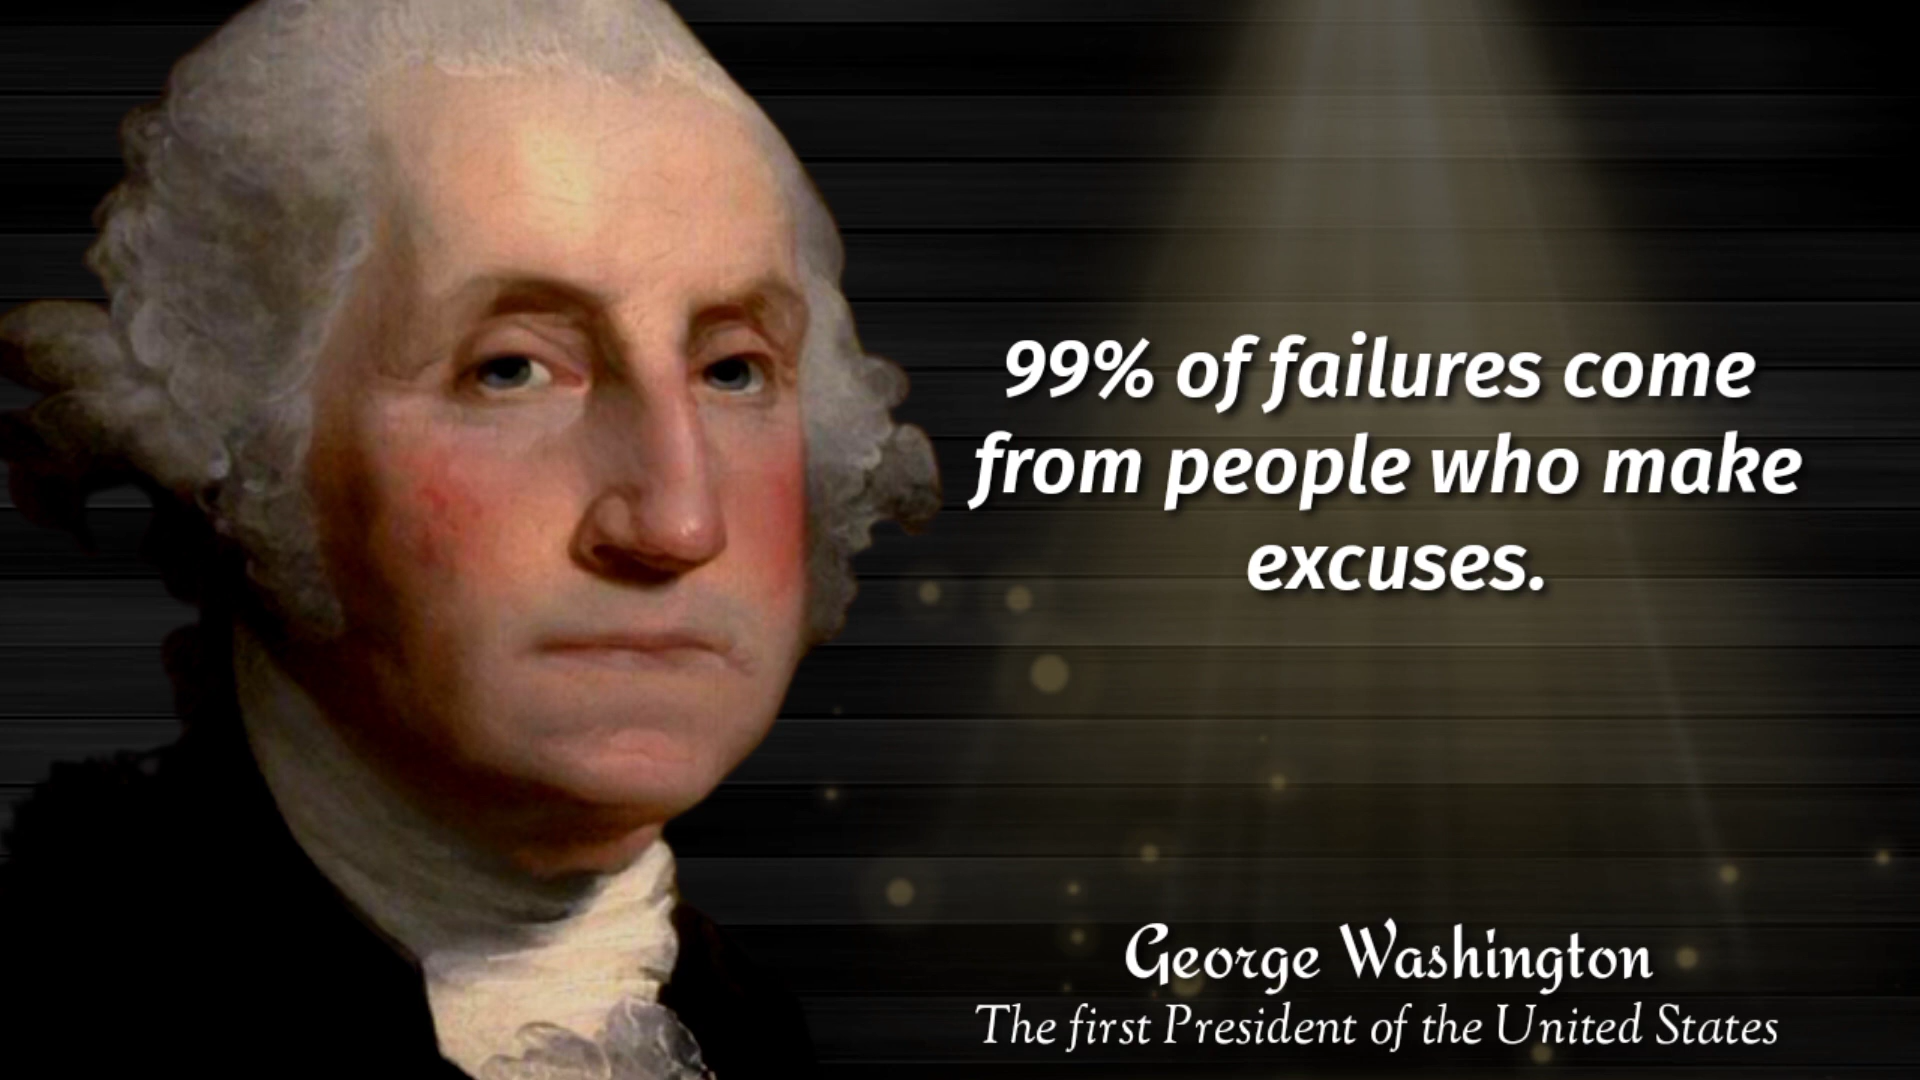 99% of failures come
from people who make
excuses.
George Washington
The first President of the United States